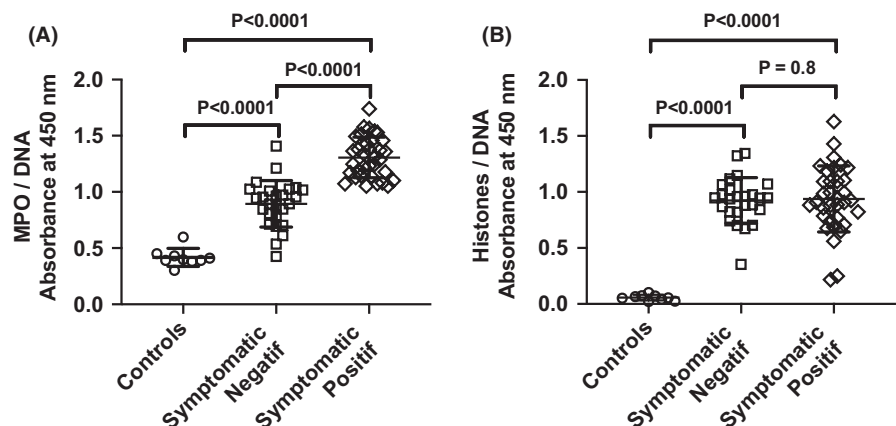 (A)
P<0.0001
P<0.0001
P<0.0001
MPO / DNA
Absorbance at 450 nm
2.0
1.5
1.0
0.5
0.0
Controls
Symptomatic
Negatif
Symptomatic
Positif
(B)
P<0.0001
P = 0.8
P<0.0001
Histones / DNA
Absorbance at 450 nm
2.0
1.5
1.0
0.5
0.0
Controls
Symptomatic
Negatif
Symptomatic
Positif